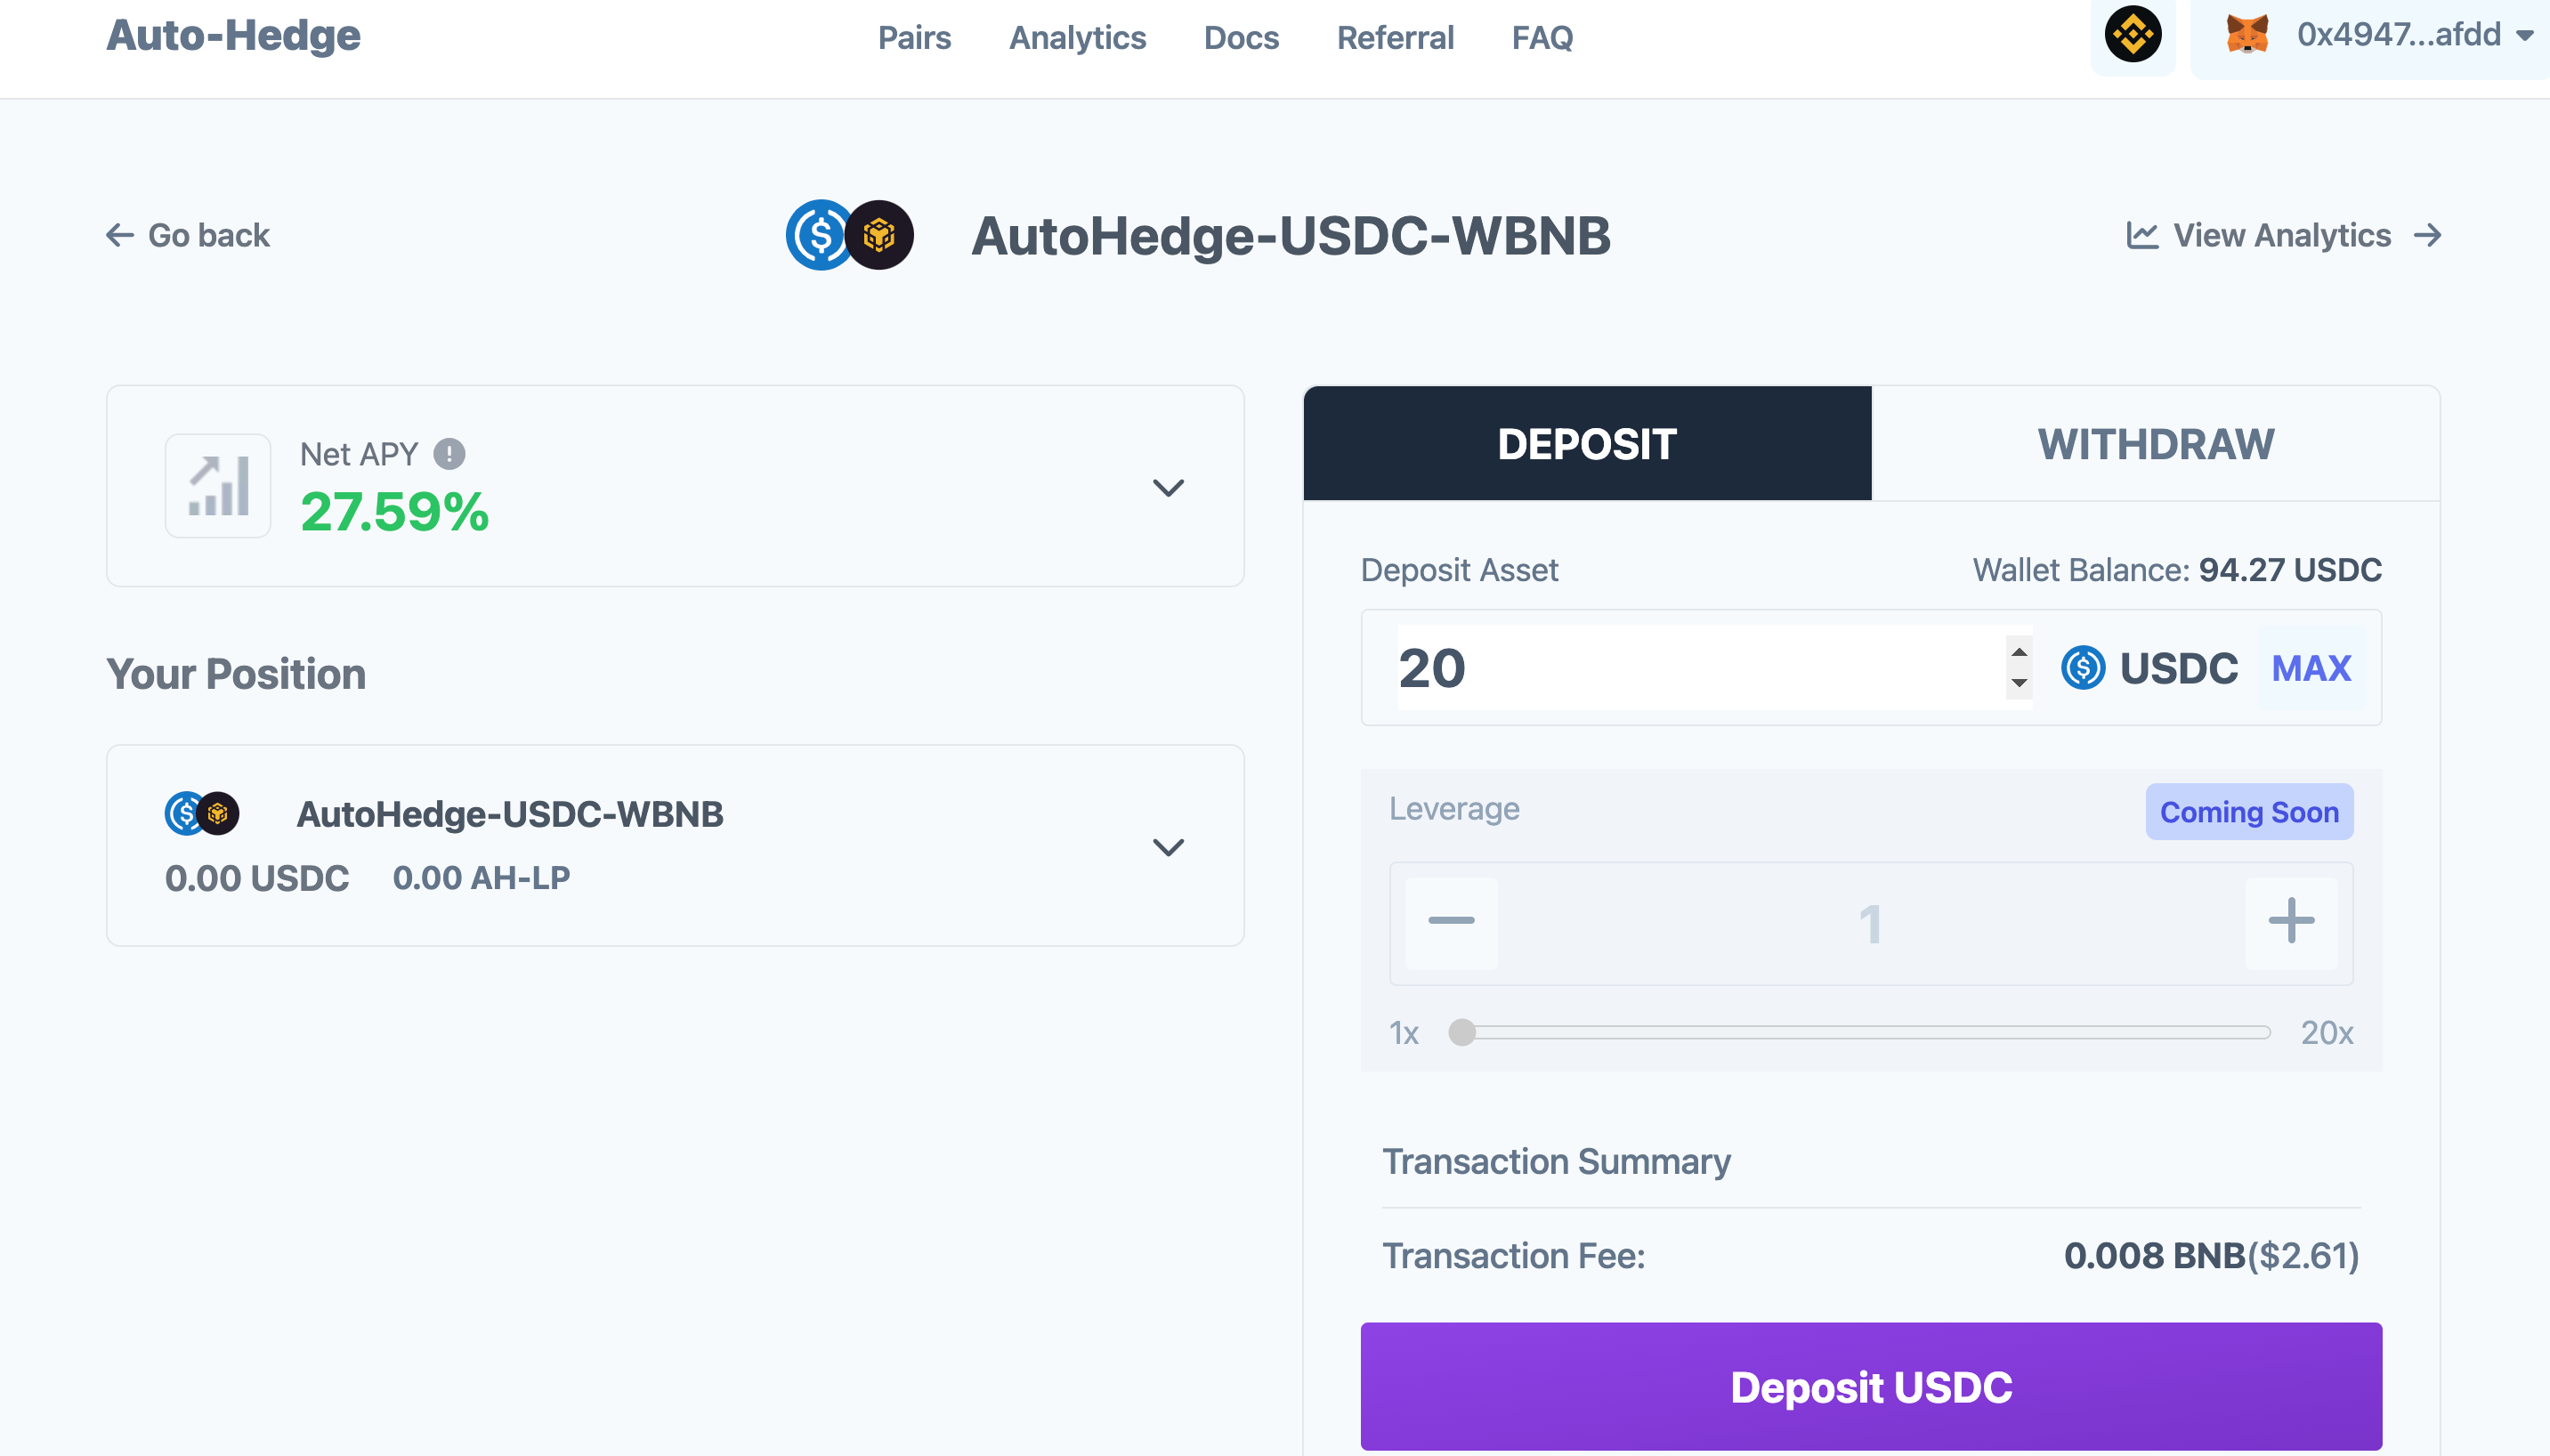 Auto-Hedge
Pairs Analytics Docs Referral FAQ
0x4947...afdd
Go back
AutoHedge-USDC-WBNB
View Analytics
Net APY
27.59%
Your Position
AutoHedge-USDC-WBNB
0.00 USDC 0.00 AH-LP
DEPOSIT WITHDRAW
Deposit Asset Wallet Balance: 94.27 USDC
20 USDC MAX
Leverage Coming Soon
1
1x 20x
Transaction Summary
Transaction Fee: 0.008 BNB($2.61)
Deposit USDC